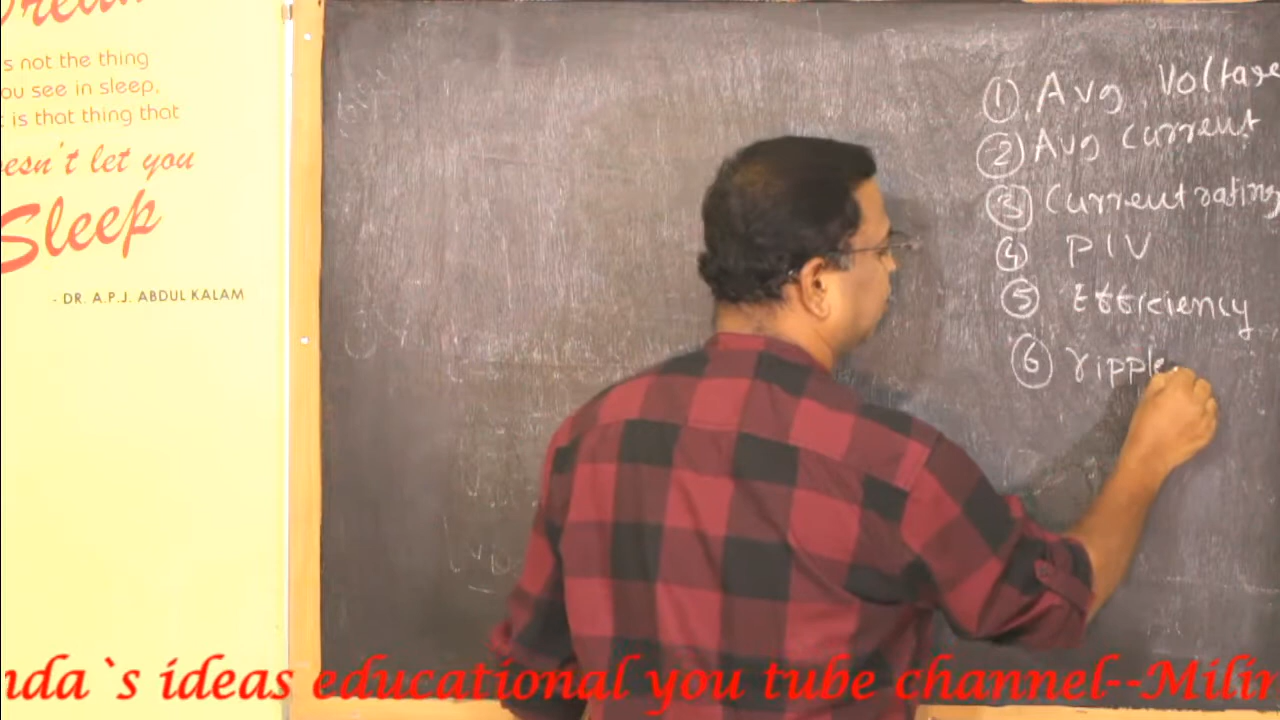 Dream
s not the thing
ou see in sleep,
t is that thing that
esn't let you
Sleep
- DR. A.P.J. ABDUL KALAM
① Avg Voltage
② Avg Current
③ Current rating
④ PIV
⑤ Efficiency
⑥ ripple
nda`s ideas educational you tube channel--Milin